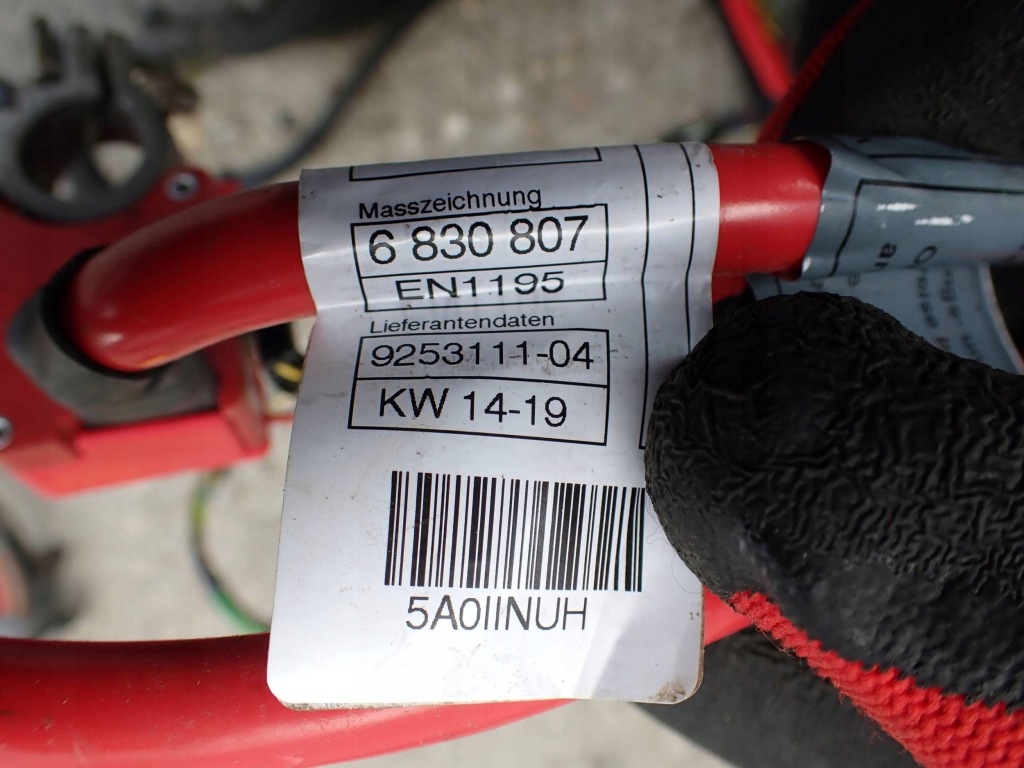 Masszeichnung
6 830 807
EN1195
Lieferantendaten
9253111-04
KW 14-19
5A0IINUH